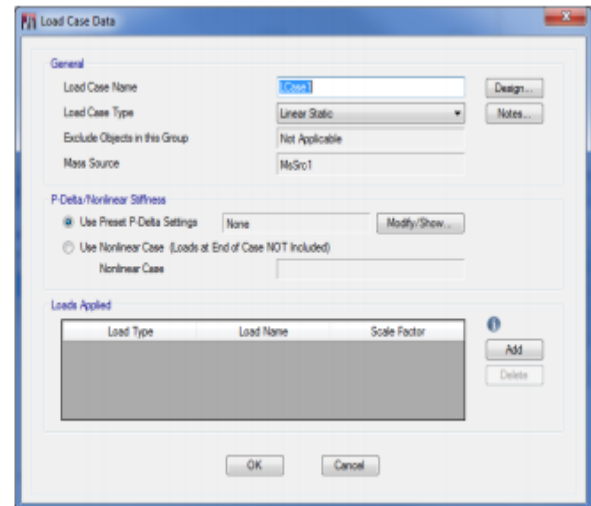 Load Case Data
General
Load Case Name LCase1 Design...
Load Case Type Linear Static Notes...
Exclude Objects in this Group Not Applicable
Mass Source MsSrc1
P-Delta/Nonlinear Stiffness
Use Preset P-Delta Settings None Modify/Show...
Use Nonlinear Case (Loads at End of Case NOT Included)
Nonlinear Case
Loads Applied
Load Type Load Name Scale Factor
Add
Delete
OK Cancel